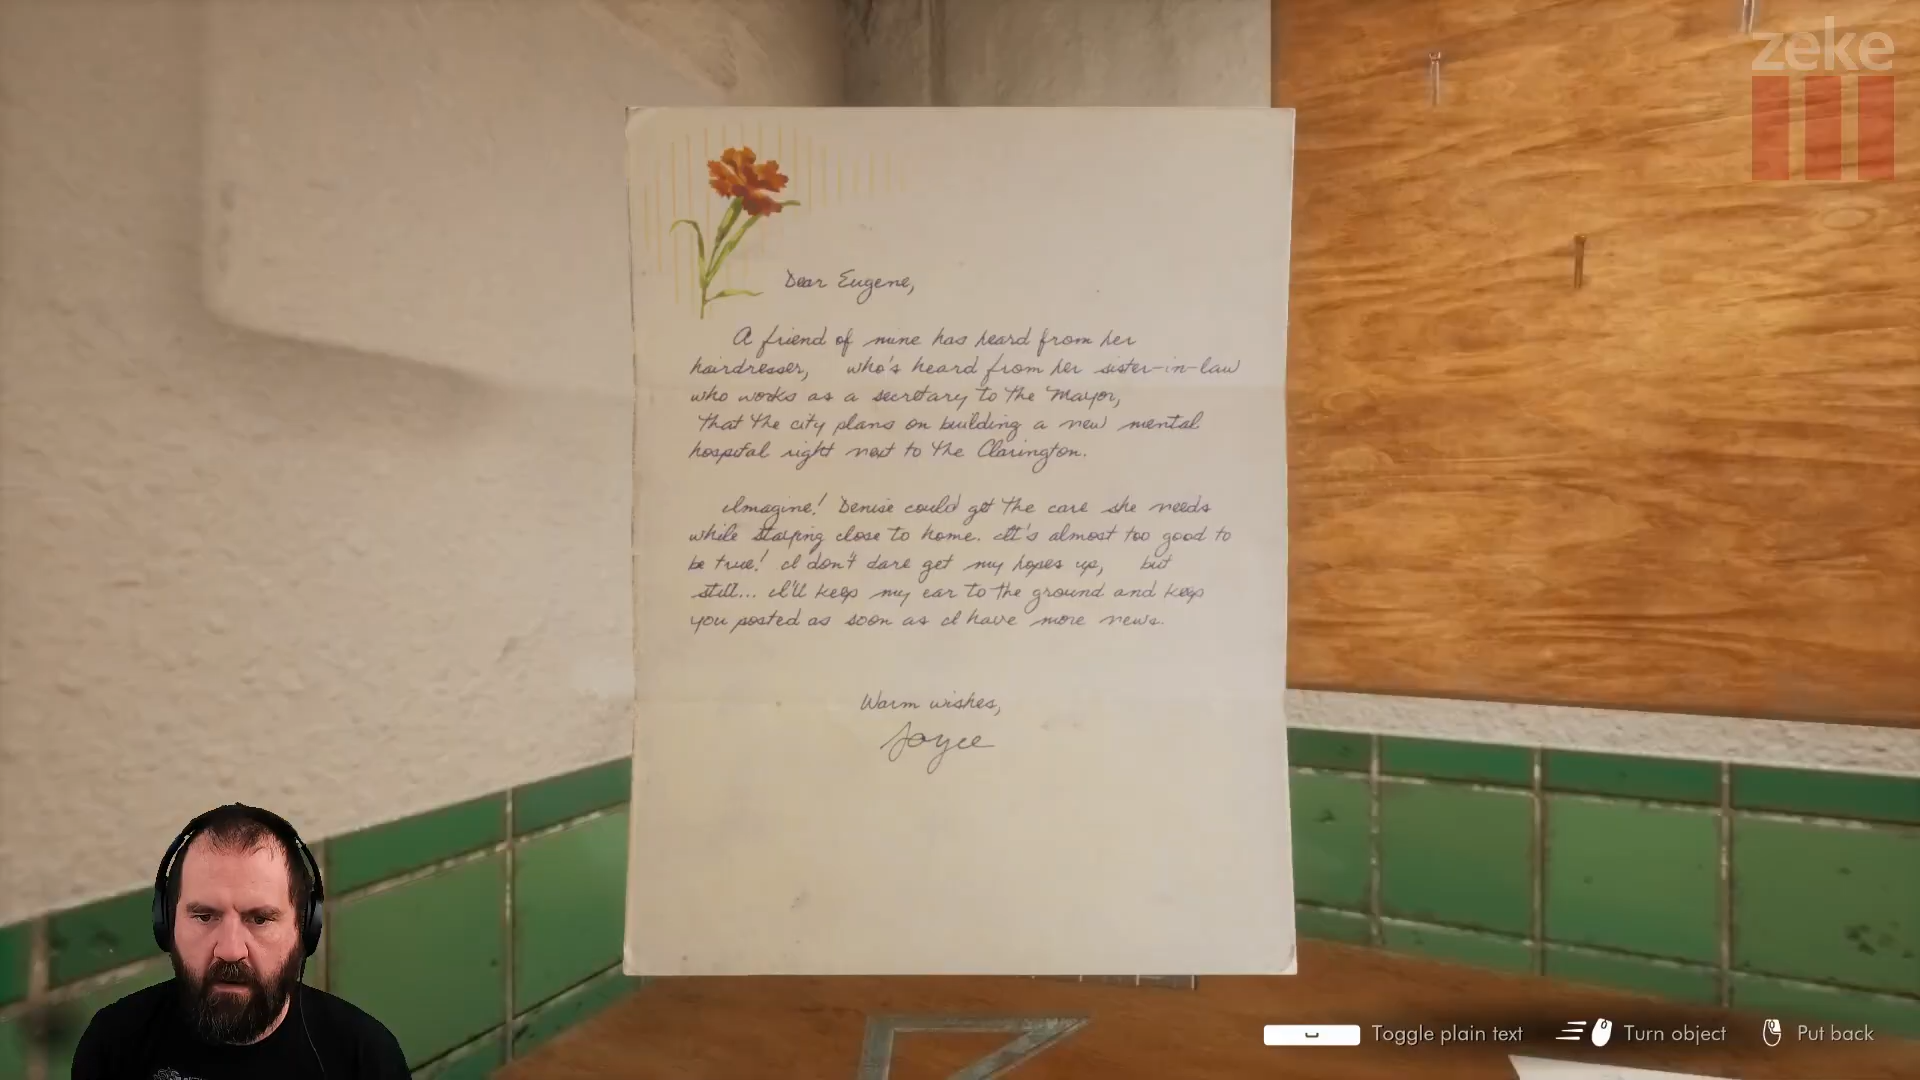 zeke
Dear Eugene,
A friend of mine has heard from her
hairdresser, who's heard from her sister-in-law
who works as a secretary to the Mayor,
that the city plans on building a new mental
hospital right next to the Clarington.
Imagine! Denise could get the care she needs
while staying close to home. It's almost too good to
be true! I don't dare get my hopes up, but
still... I'll keep my ear to the ground and keep
you posted as soon as I have more news.
Warm wishes,
Joyce
Toggle plain text
Turn object
Put back